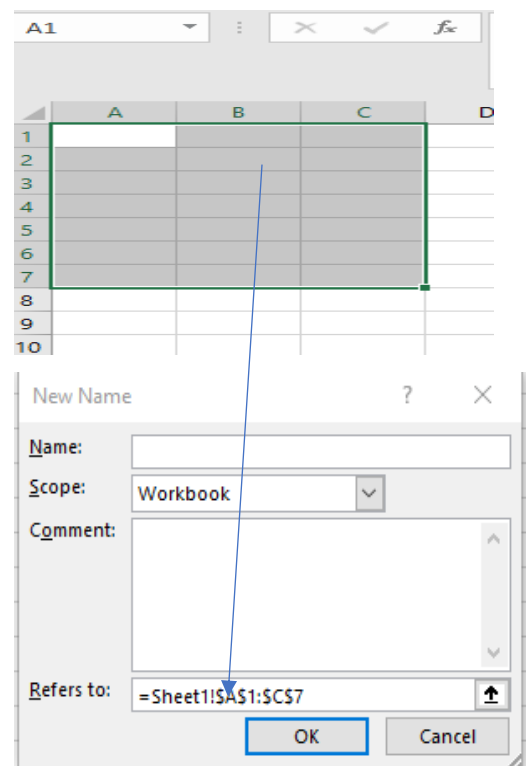 A1 fx
A B C D
1
2
3
4
5
6
7
8
9
10
New Name ?
Name:
Scope: Workbook
Comment:
Refers to: =Sheet1!$A$1:$C$7
OK Cancel